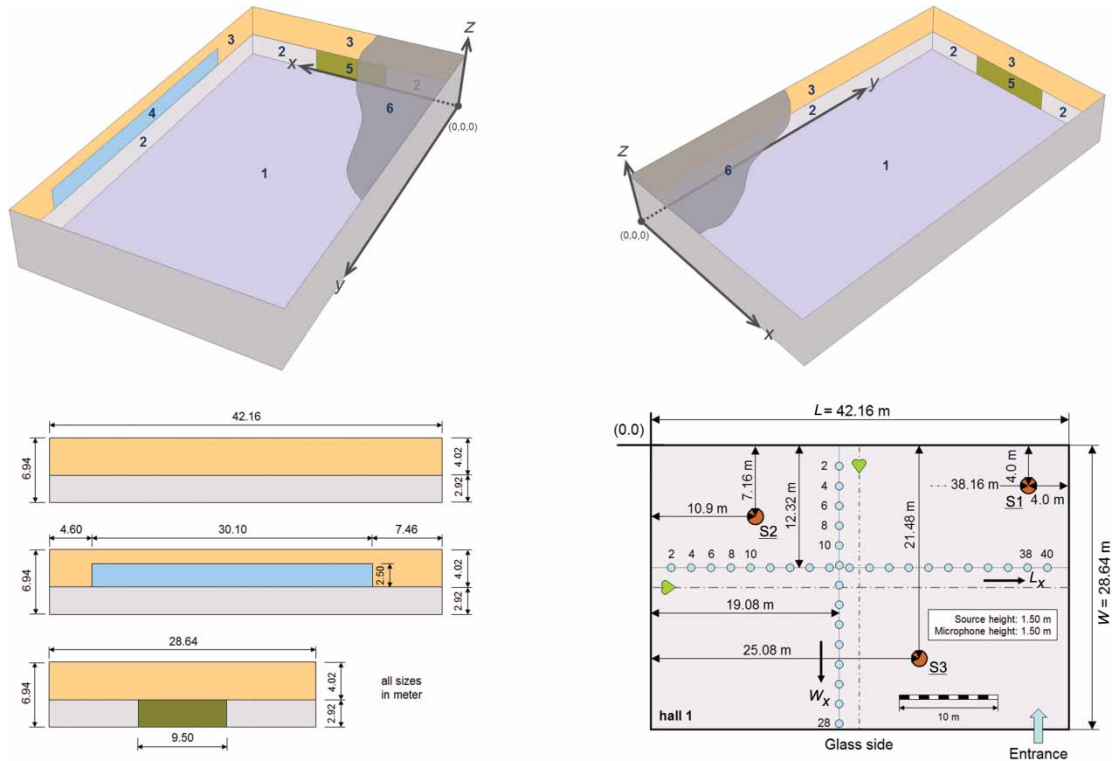 z
3
3
2
x
5
2
4
6
(0,0,0)
2
1
y
2
3
3
5
2
2
y
z
6
1
(0,0,0)
x
42.16
6.94
4.02
2.92
4.60
30.10
7.46
6.94
2.50
4.02
2.92
28.64
6.94
4.02
2.92
9.50
all sizes
in meter
L = 42.16 m
(0.0)
2
4
6
8
10
7.16 m
12.32 m
4.0 m
38.16 m
S1
4.0 m
10.9 m
S2
21.48 m
2 4 6 8 10
38 40
Lx
W = 28.64 m
19.08 m
Source height: 1.50 m
Microphone height: 1.50 m
25.08 m
S3
Wx
28
hall 1
10 m
Glass side
Entrance